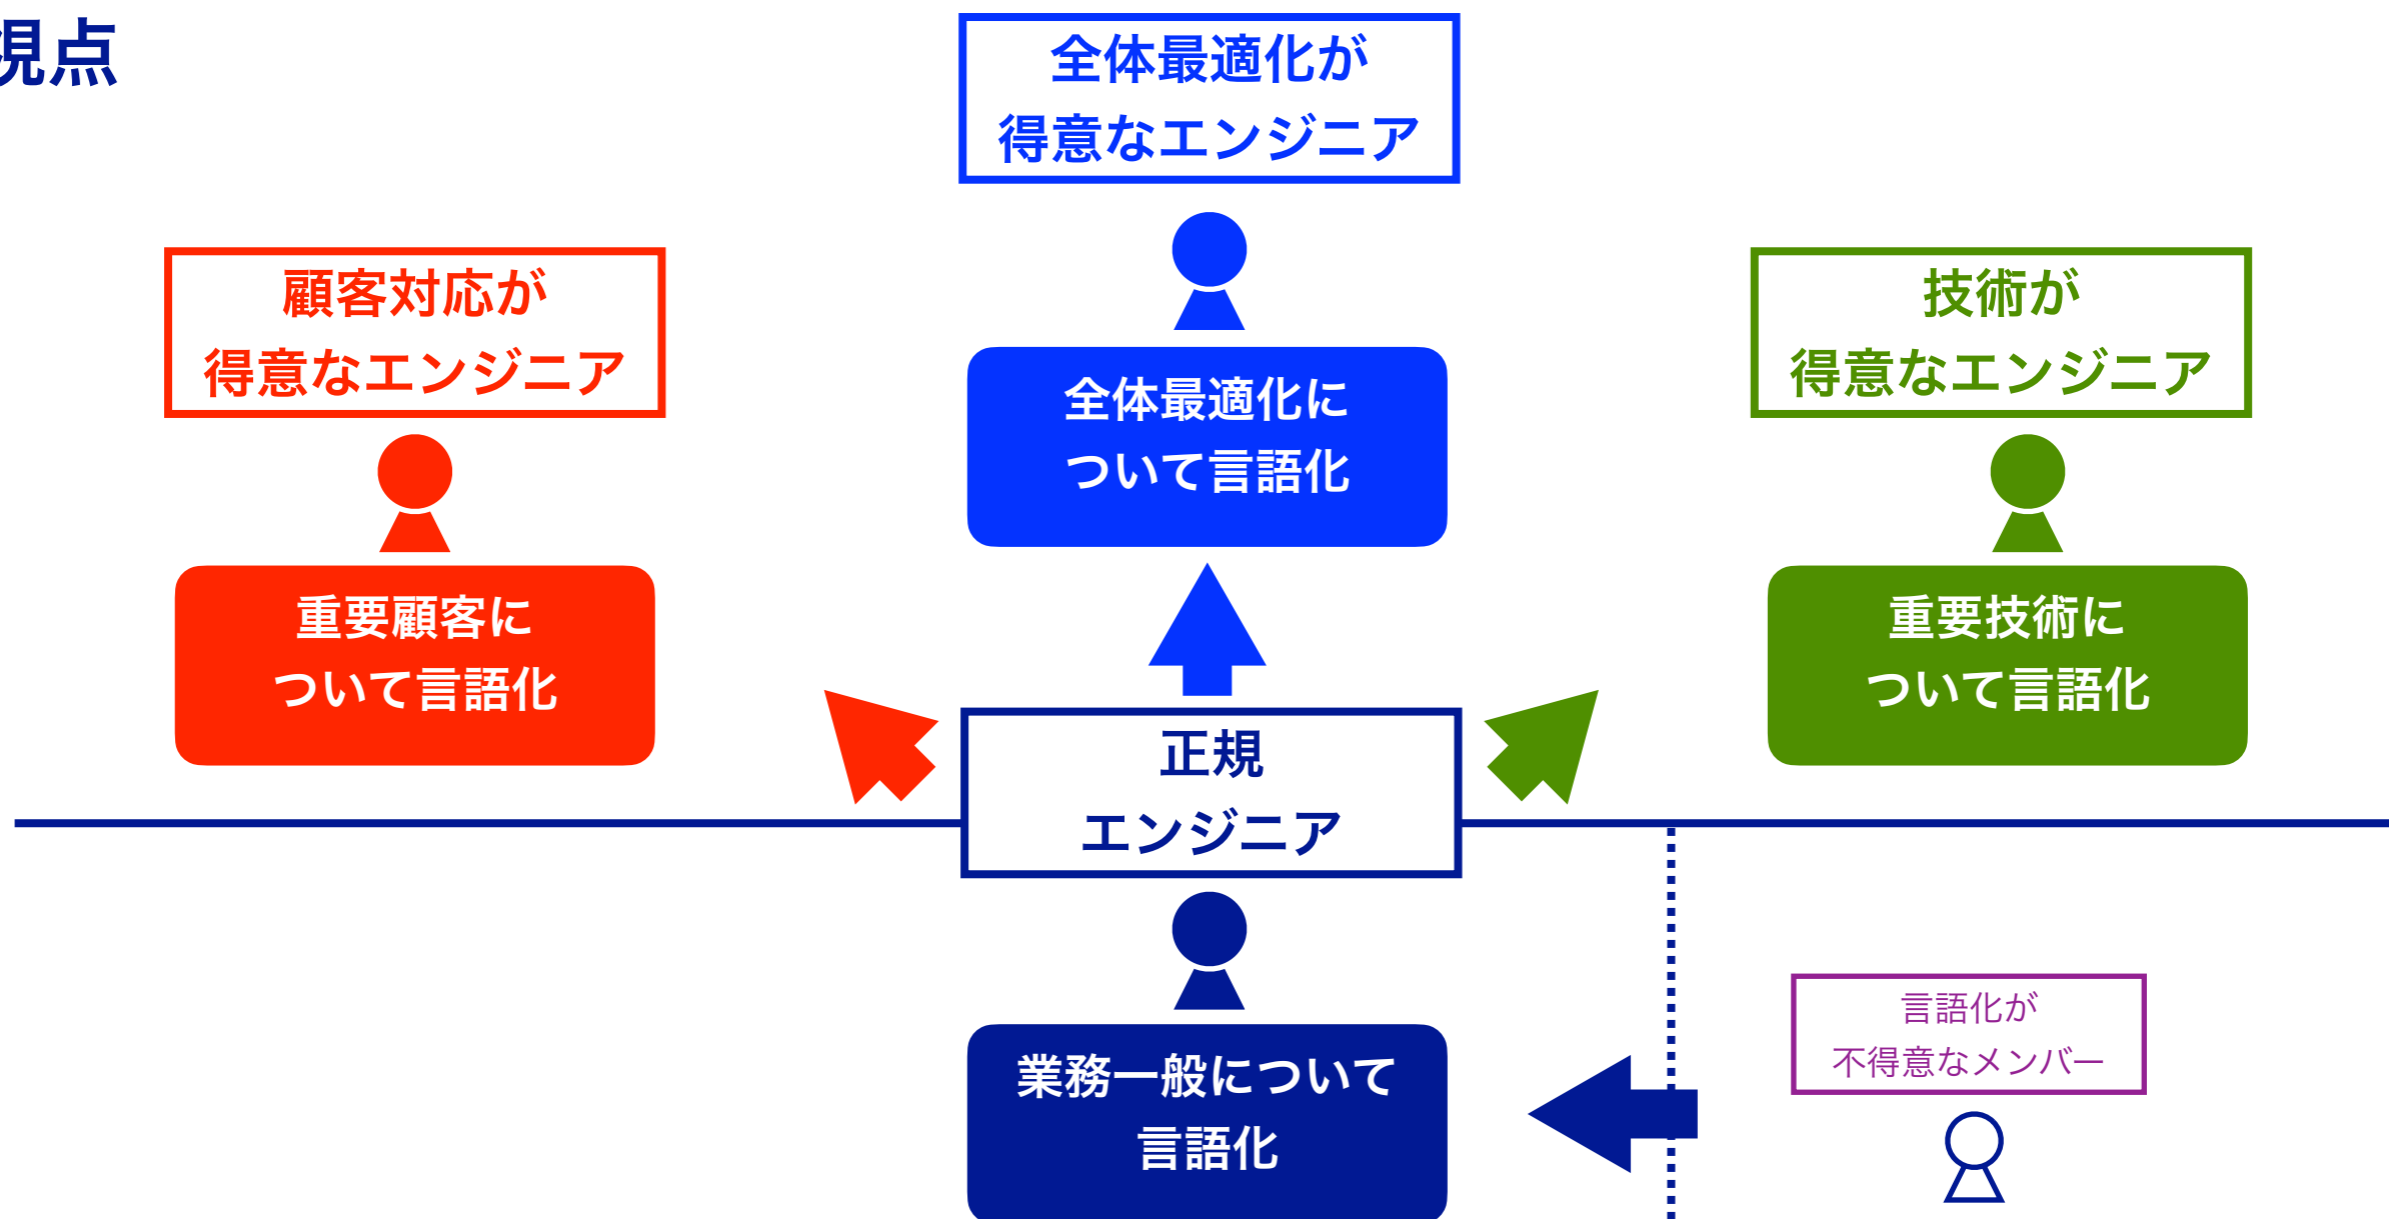 視点
全体最適化が
得意なエンジニア
顧客対応が
得意なエンジニア
技術が
得意なエンジニア
全体最適化に
ついて言語化
重要顧客に
ついて言語化
重要技術に
ついて言語化
正規
エンジニア
業務一般について
言語化
言語化が
不得意なメンバー